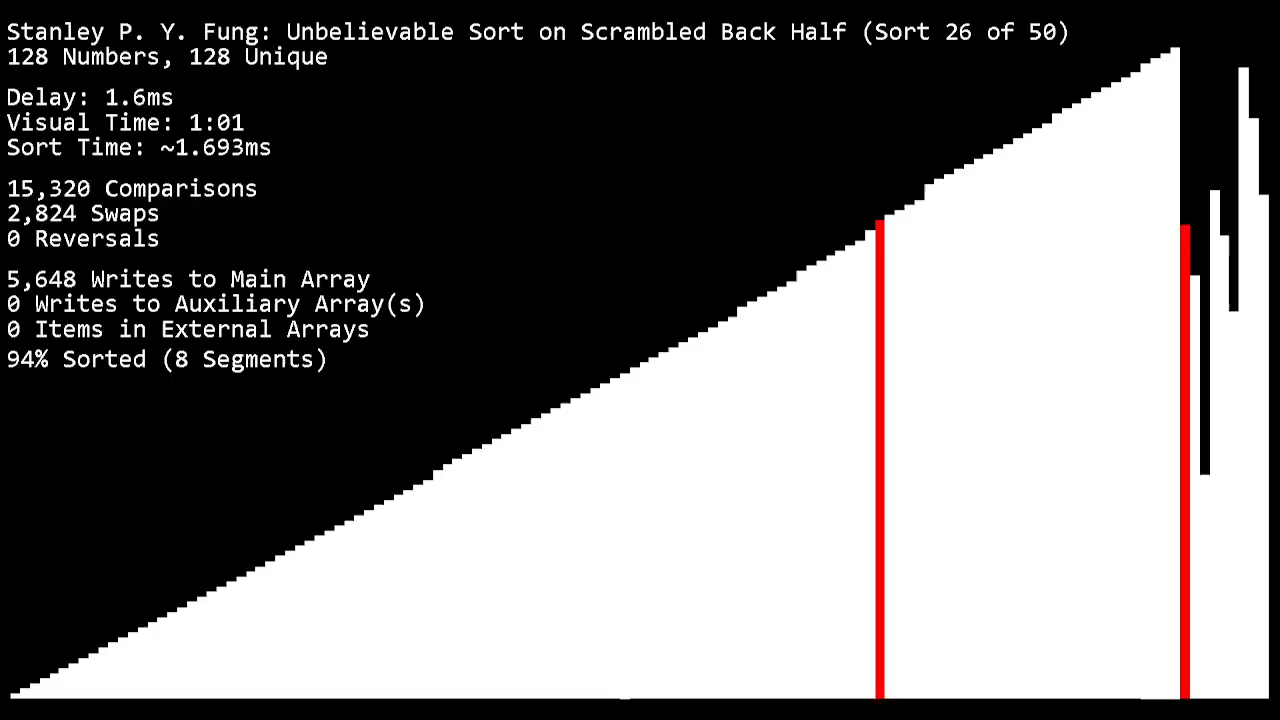 Stanley P. Y. Fung: Unbelievable Sort on Scrambled Back Half (Sort 26 of 50)
128 Numbers, 128 Unique
Delay: 1.6ms
Visual Time: 1:01
Sort Time: ~1.693ms
15,320 Comparisons
2,824 Swaps
0 Reversals
5,648 Writes to Main Array
0 Writes to Auxiliary Array(s)
0 Items in External Arrays
94% Sorted (8 Segments)